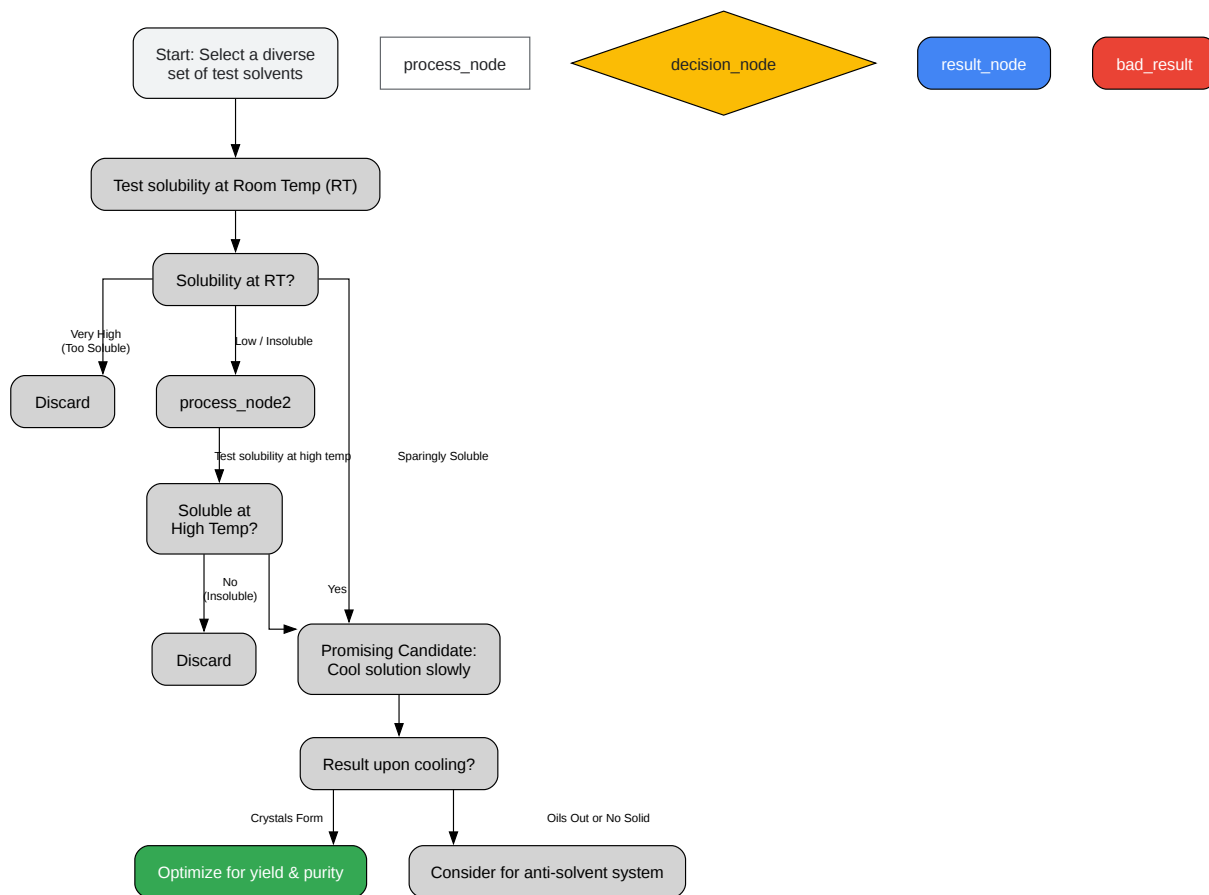 Start: Select a diverse
set of test solvents
process_node
decision_node
result_node
bad_result
Test solubility at Room Temp (RT)
Solubility at RT?
Very High
(Too Soluble)
Low / Insoluble
Discard
process_node2
Test solubility at high temp
Sparingly Soluble
Soluble at
High Temp?
No
(Insoluble)
Yes
Discard
Promising Candidate:
Cool solution slowly
Result upon cooling?
Crystals Form
Oils Out or No Solid
Optimize for yield & purity
Consider for anti-solvent system